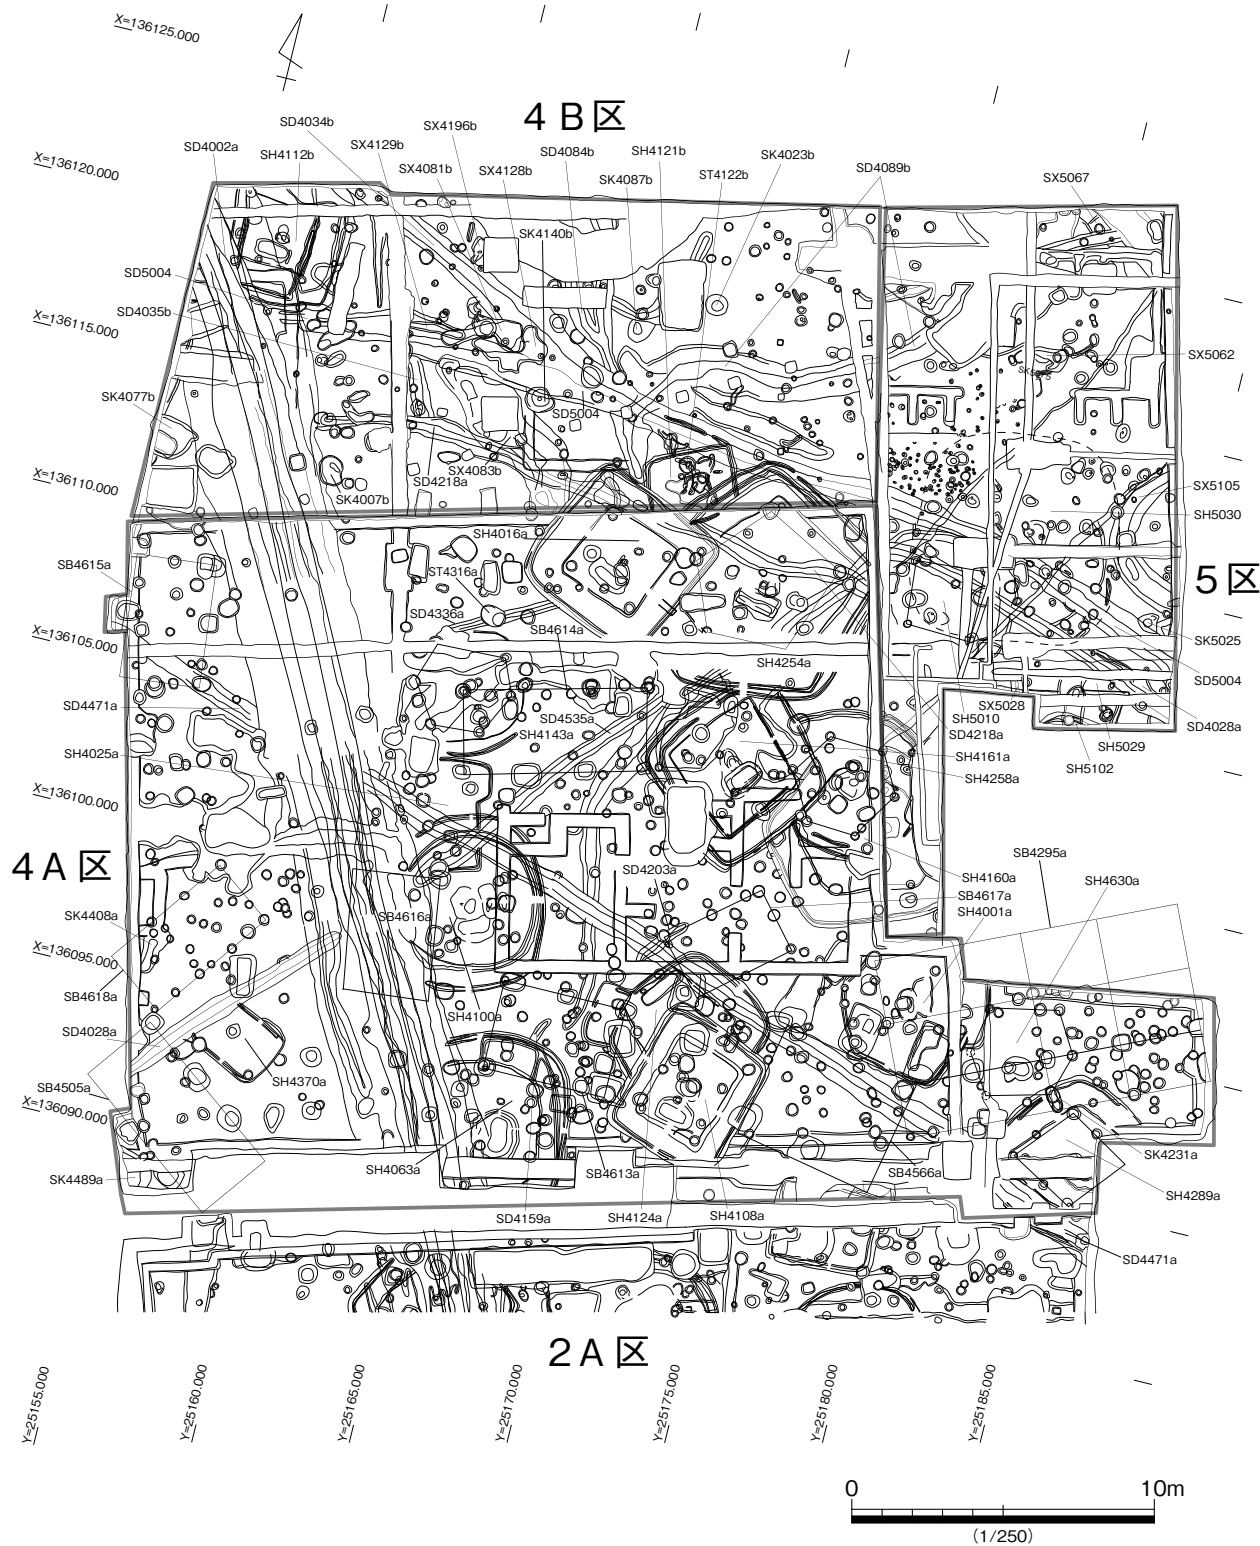 X=136125.000
4B区
SD4034b
SX4196b
SD4002a
SH4112b
SX4129b
SX4081b
SX4128b
SD4084b
SK4087b
SH4121b
ST4122b
SK4023b
SD4089b
SX5067
X=136120.000
SK4140b
SD5004
SD4035b
X=136115.000
SX5062
SK4077b
SD5004
SX4083b
SD4218a
SK4007b
X=136110.000
SX5105
SH5030
SH4016a
SB4615a
ST4316a
5区
SD4336a
SB4614a
X=136105.000
SK5025
SH4254a
SD5004
SD4471a
SX5028
SH5010
SD4218a
SD4028a
SD4535a
SH4143a
SH5029
SH4025a
SH4161a
SH5102
SH4258a
X=136100.000
4A区
SB4295a
SD4203a
SH4160a
SH4630a
SB4617a
SK4408a
SB4616a
SH4001a
X=136095.000
SB4618a
SH4100a
SD4028a
SH4370a
SB4505a
X=136090.000
SK4231a
SK4489a
SH4063a
SB4613a
SB4566a
SH4289a
SD4159a
SH4124a
SH4108a
SD4471a
2A区
Y=25155.000
Y=25160.000
Y=25165.000
Y=25170.000
Y=25175.000
Y=25180.000
Y=25185.000
0 10m
(1/250)